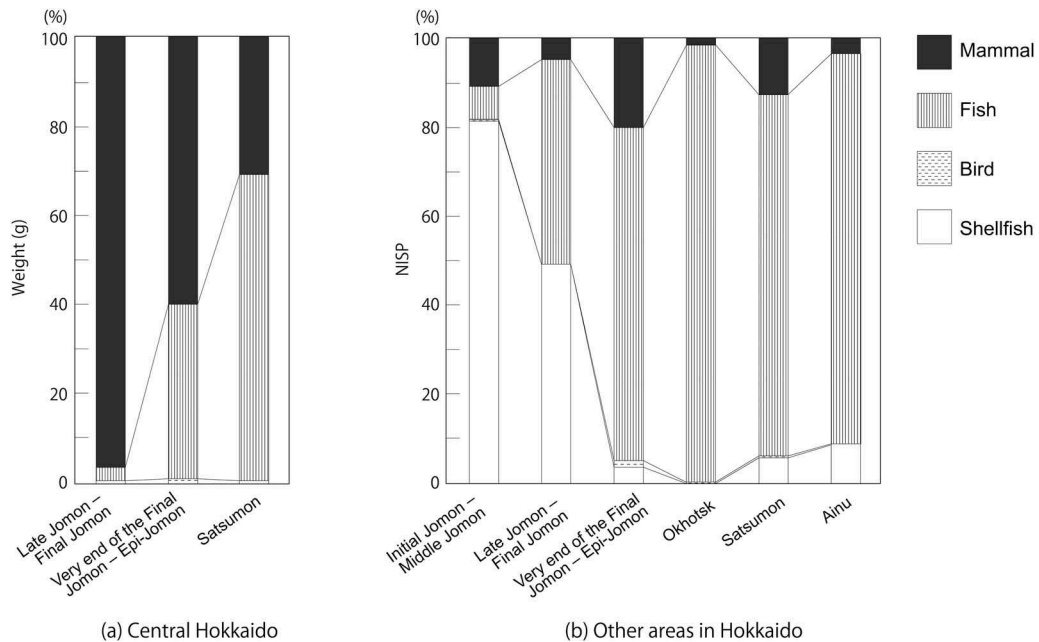 (%)
100
80
60
40
20
0
Weight (g)
Late Jomon –
Final Jomon
Very end of the Final
Jomon – Epi-Jomon
Satsumon
(a) Central Hokkaido
(%)
100
80
60
40
20
0
NISP
Initial Jomon –
Middle Jomon
Late Jomon –
Final Jomon
Very end of the Final
Jomon – Epi-Jomon
Okhotsk
Satsumon
Ainu
(b) Other areas in Hokkaido
Mammal
Fish
Bird
Shellfish